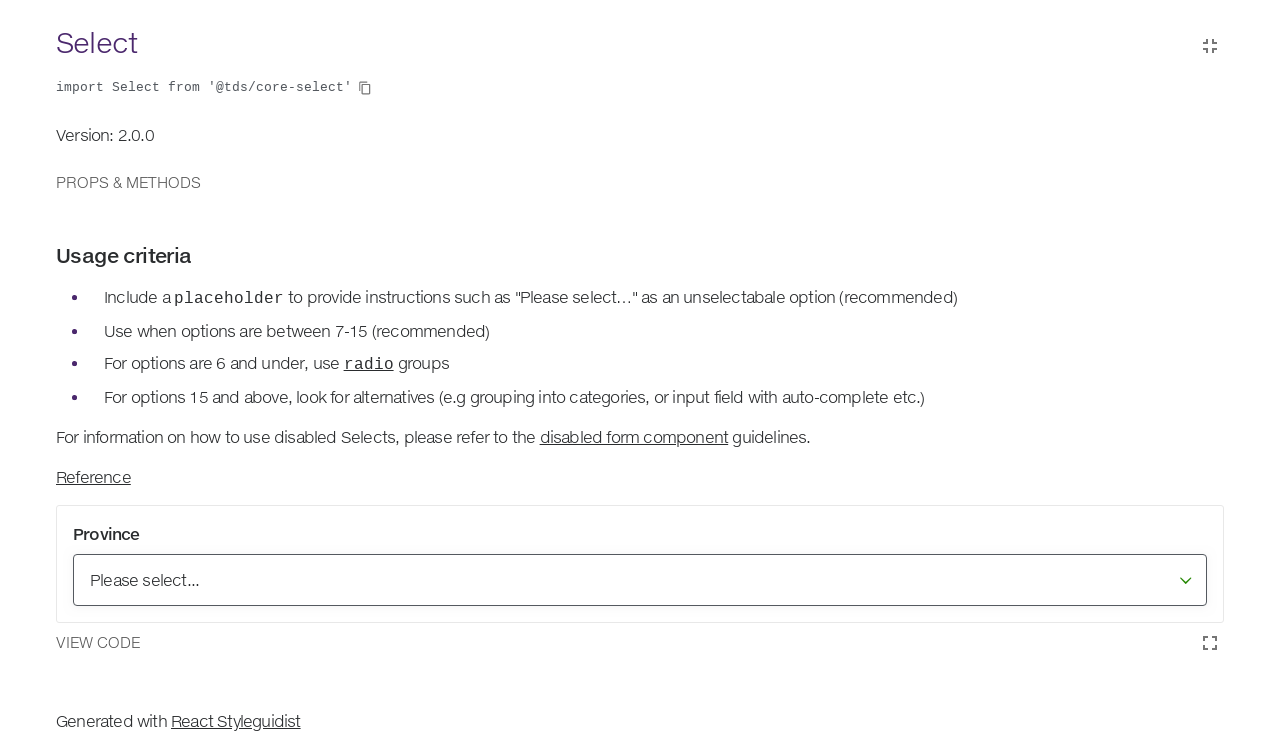 Select
import Select from '@tds/core-select'
Version: 2.0.0
PROPS & METHODS
Usage criteria
Include a placeholder to provide instructions such as "Please select…" as an unselectabale option (recommended)
Use when options are between 7-15 (recommended)
For options are 6 and under, use radio groups
For options 15 and above, look for alternatives (e.g grouping into categories, or input field with auto-complete etc.)
For information on how to use disabled Selects, please refer to the disabled form component guidelines.
Reference
Province
Please select...
VIEW CODE
Generated with React Styleguidist